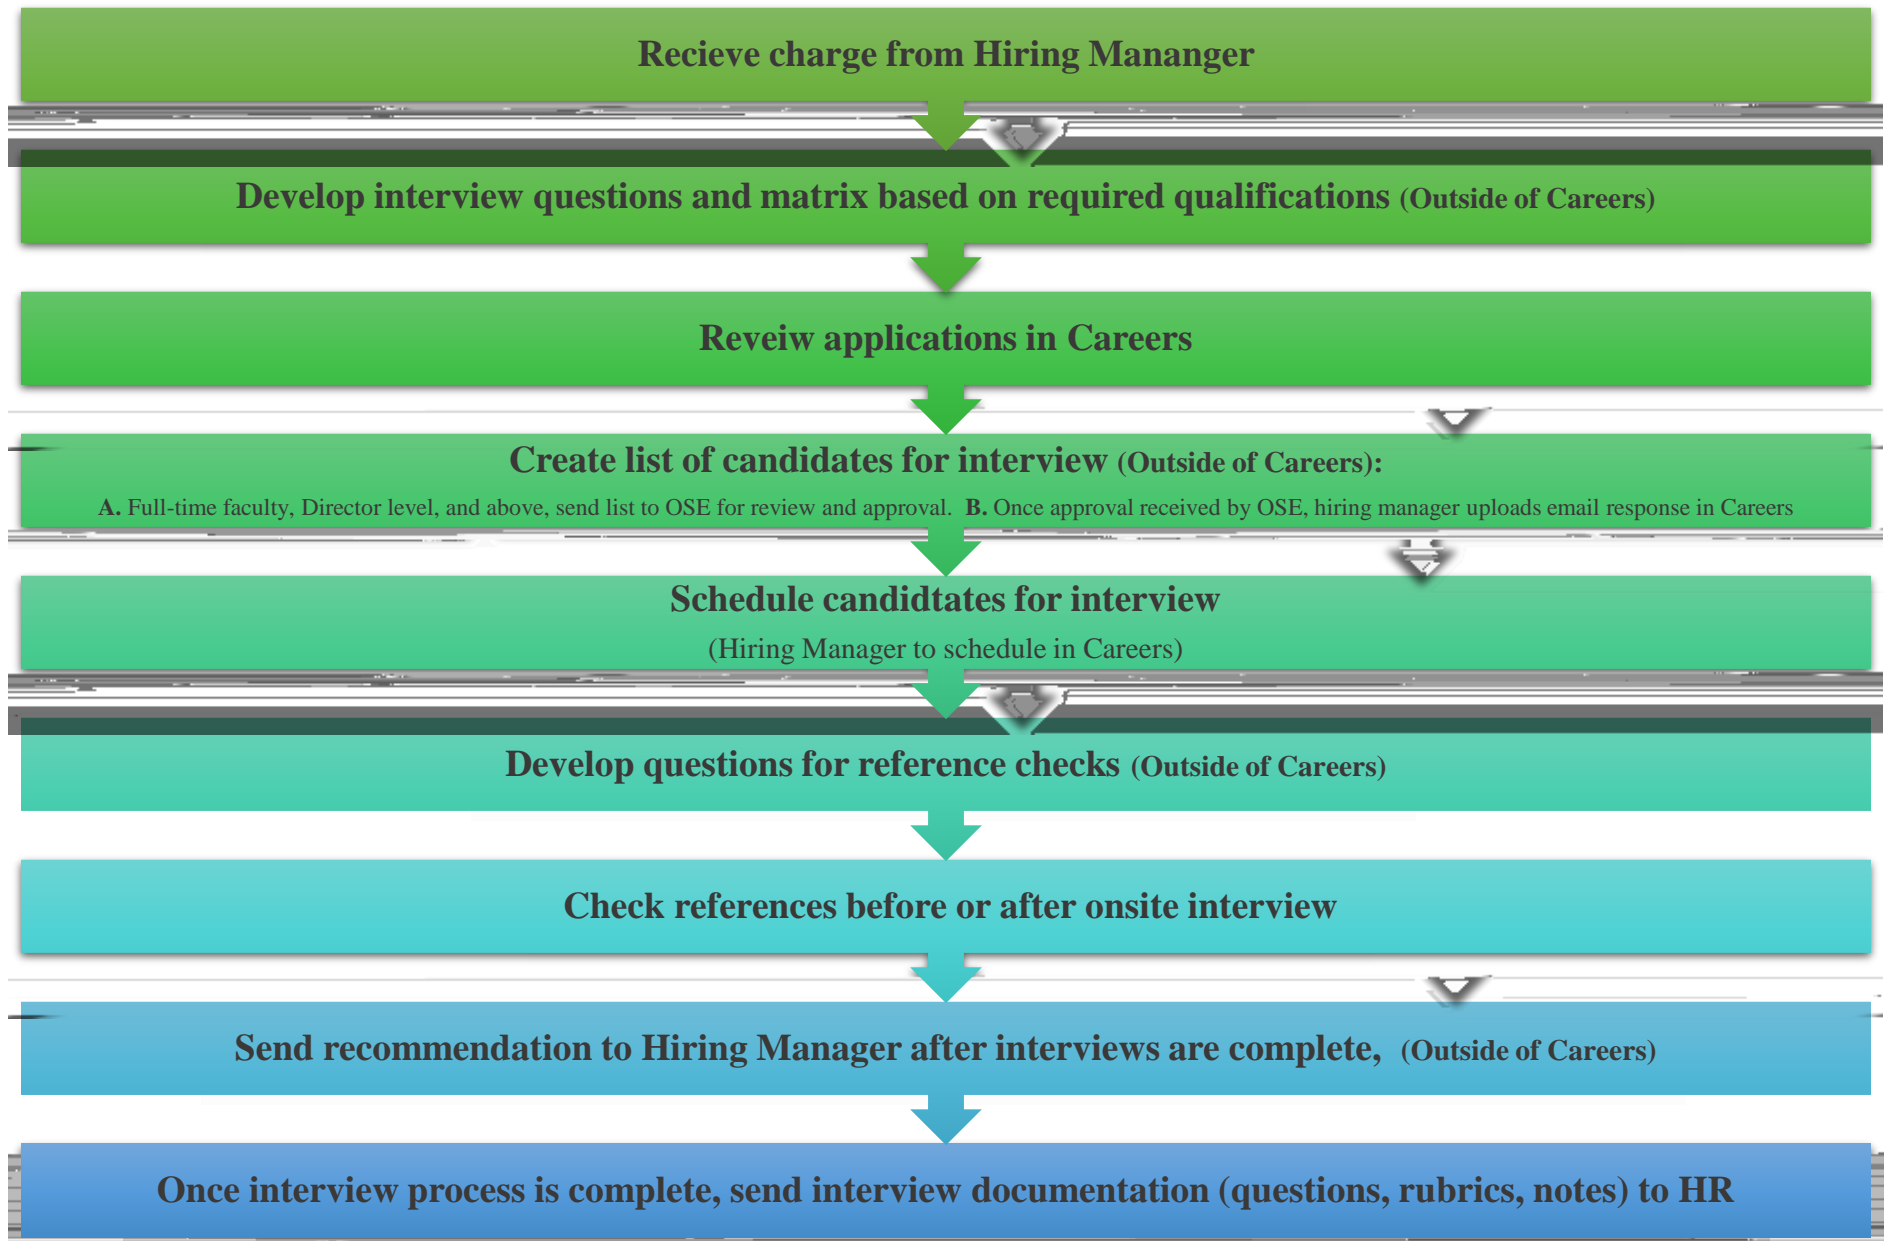 Recieve charge from Hiring Mananger
Develop interview questions and matrix based on required qualifications (Outside of Careers)
Reveiw applications in Careers
Create list of candidates for interview (Outside of Careers):
A. Full-time faculty, Director level, and above, send list to OSE for review and approval.  B. Once approval received by OSE, hiring manager uploads email response in Careers
Schedule candidtates for interview
(Hiring Manager to schedule in Careers)
Develop questions for reference checks (Outside of Careers)
Check references before or after onsite interview
Send recommendation to Hiring Manager after interviews are complete,  (Outside of Careers)
Once interview process is complete, send interview documentation (questions, rubrics, notes) to HR